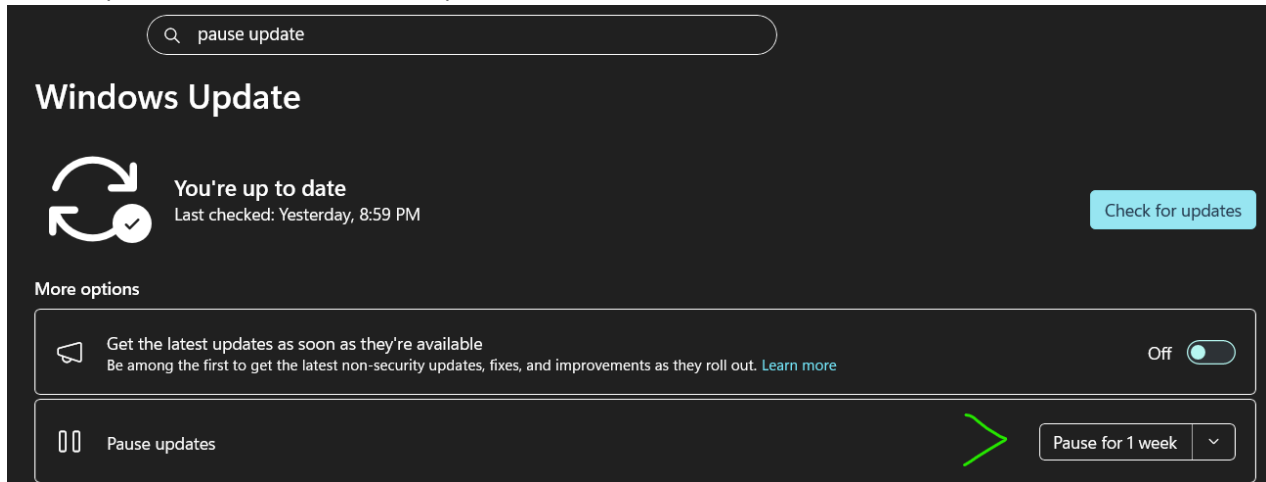 pause update
Windows Update
You're up to date
Last checked: Yesterday, 8:59 PM
Check for updates
More options
Get the latest updates as soon as they're available
Be among the first to get the latest non-security updates, fixes, and improvements as they roll out. Learn more
Off
Pause updates
Pause for 1 week